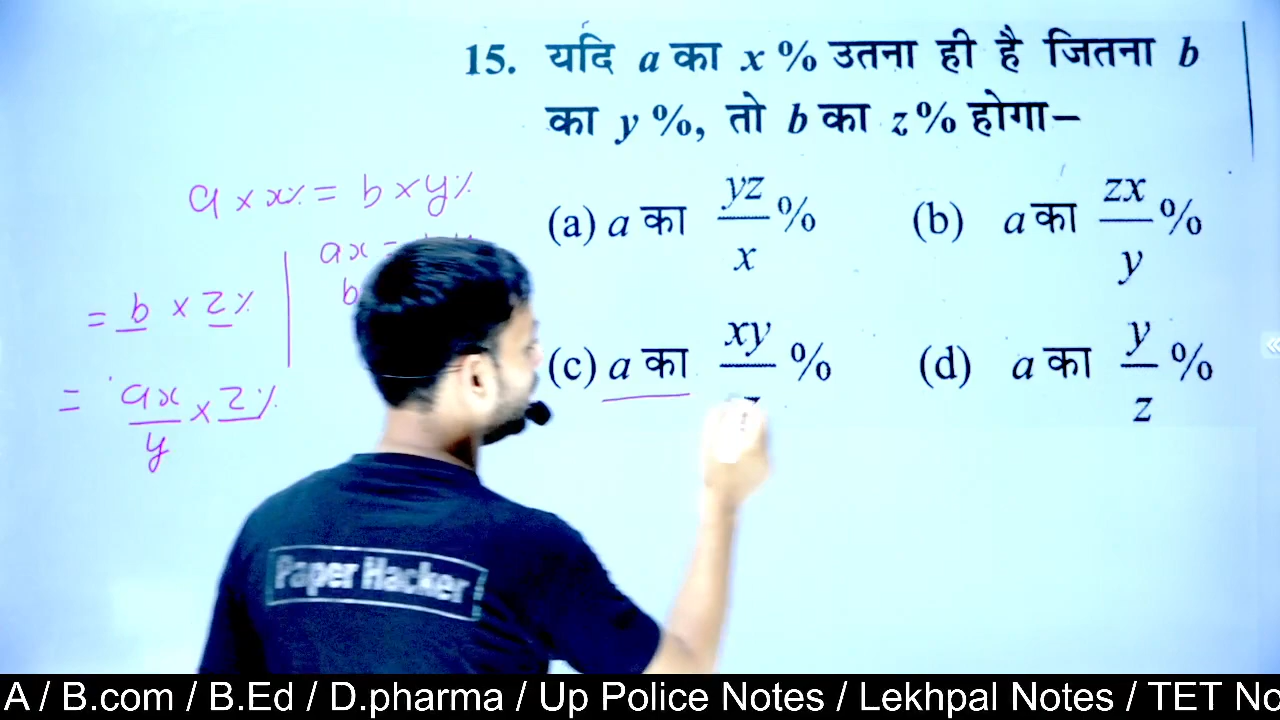 15. यदि a का x % उतना ही है जितना b
का y %, तो b का z% होगा–
(a) a का yz/x % (b) a का zx/y %
(c) a का xy/ % (d) a का y/z %
a × x% = b × y%
ax
b
= b × z%
= ax/y × z%
Paper Hacker
A / B.com / B.Ed / D.pharma / Up Police Notes / Lekhpal Notes / TET No